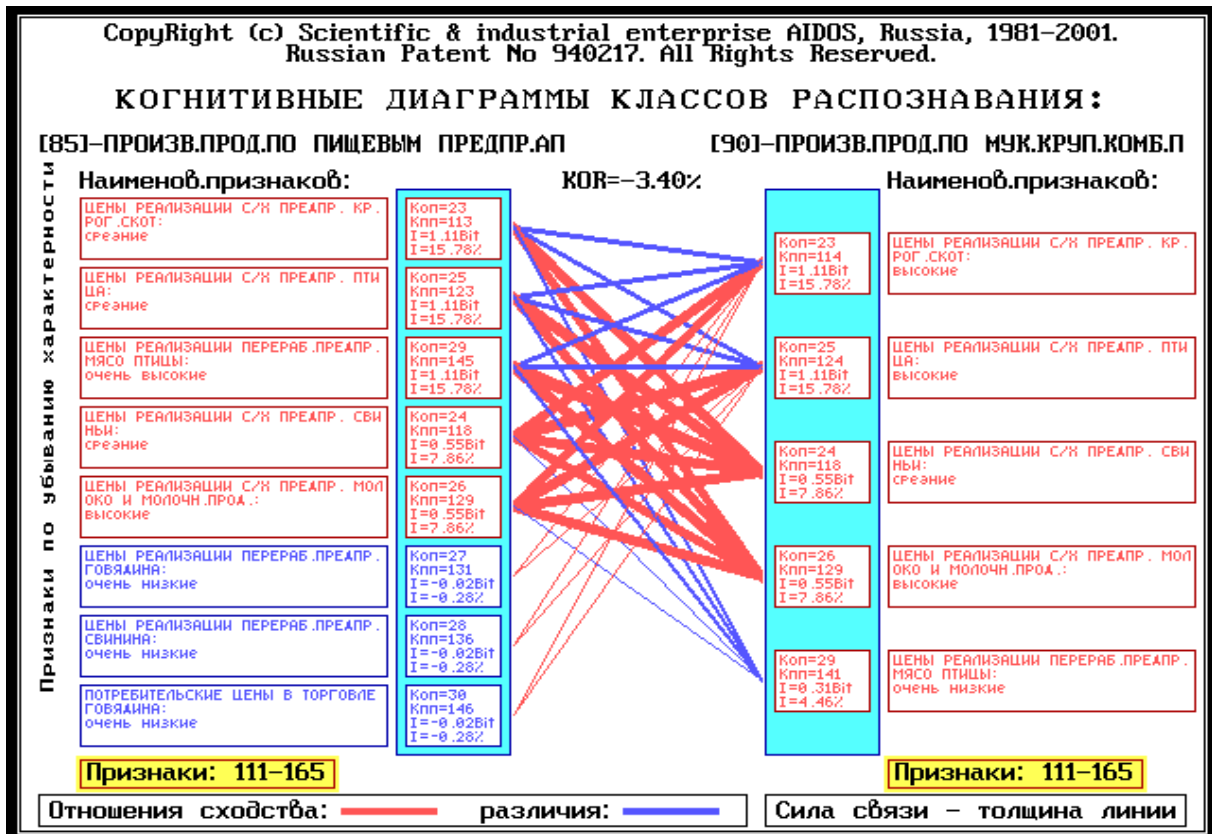 CopyRight (c) Scientific & industrial enterprise AIDOS, Russia, 1981-2001.
Russian Patent No 940217. All Rights Reserved.
КОГНИТИВНЫЕ ДИАГРАММЫ КЛАССОВ РАСПОЗНАВАНИЯ:
[85]-ПРОИЗВ.ПРОД.ПО ПИЩЕВЫМ ПРЕДПР.АП
[90]-ПРОИЗВ.ПРОД.ПО МУК.КРУП.КОМБ.П
Признаки по убыванию характерности
Наименов.признаков:
KOR=-3.40%
Наименов.признаков:
ЦЕНЫ РЕАЛИЗАЦИИ С/Х ПРЕДПР. КР.
РОГ.СКОТ:
средние
Коп=23
Кпп=113
I=1.11Bit
I=15.78%
ЦЕНЫ РЕАЛИЗАЦИИ С/Х ПРЕДПР. ПТИ
ЦА:
средние
Коп=25
Кпп=123
I=1.11Bit
I=15.78%
ЦЕНЫ РЕАЛИЗАЦИИ ПЕРЕРАБ.ПРЕДПР.
МЯСО ПТИЦЫ:
очень высокие
Коп=29
Кпп=145
I=1.11Bit
I=15.78%
ЦЕНЫ РЕАЛИЗАЦИИ С/Х ПРЕДПР. СВИ
НЬИ:
средние
Коп=24
Кпп=118
I=0.55Bit
I=7.86%
ЦЕНЫ РЕАЛИЗАЦИИ С/Х ПРЕДПР. МОЛ
ОКО И МОЛОЧН.ПРОД.:
высокие
Коп=26
Кпп=129
I=0.55Bit
I=7.86%
ЦЕНЫ РЕАЛИЗАЦИИ ПЕРЕРАБ.ПРЕДПР.
ГОВЯДИНА:
очень низкие
Коп=27
Кпп=131
I=-0.02Bit
I=-0.28%
ЦЕНЫ РЕАЛИЗАЦИИ ПЕРЕРАБ.ПРЕДПР.
СВИНИНА:
очень низкие
Коп=28
Кпп=136
I=-0.02Bit
I=-0.28%
ПОТРЕБИТЕЛЬСКИЕ ЦЕНЫ В ТОРГОВЛЕ
ГОВЯДИНА:
очень низкие
Коп=30
Кпп=146
I=-0.02Bit
I=-0.28%
Коп=23
Кпп=114
I=1.11Bit
I=15.78%
ЦЕНЫ РЕАЛИЗАЦИИ С/Х ПРЕДПР. КР.
РОГ.СКОТ:
высокие
Коп=25
Кпп=124
I=1.11Bit
I=15.78%
ЦЕНЫ РЕАЛИЗАЦИИ С/Х ПРЕДПР. ПТИ
ЦА:
высокие
Коп=24
Кпп=118
I=0.55Bit
I=7.86%
ЦЕНЫ РЕАЛИЗАЦИИ С/Х ПРЕДПР. СВИ
НЬИ:
средние
Коп=26
Кпп=129
I=0.55Bit
I=7.86%
ЦЕНЫ РЕАЛИЗАЦИИ С/Х ПРЕДПР. МОЛ
ОКО И МОЛОЧН.ПРОД.:
высокие
Коп=29
Кпп=141
I=0.31Bit
I=4.46%
ЦЕНЫ РЕАЛИЗАЦИИ ПЕРЕРАБ.ПРЕДПР.
МЯСО ПТИЦЫ:
очень низкие
Признаки: 111-165
Признаки: 111-165
Отношения сходства: различия:
Сила связи - толщина линии